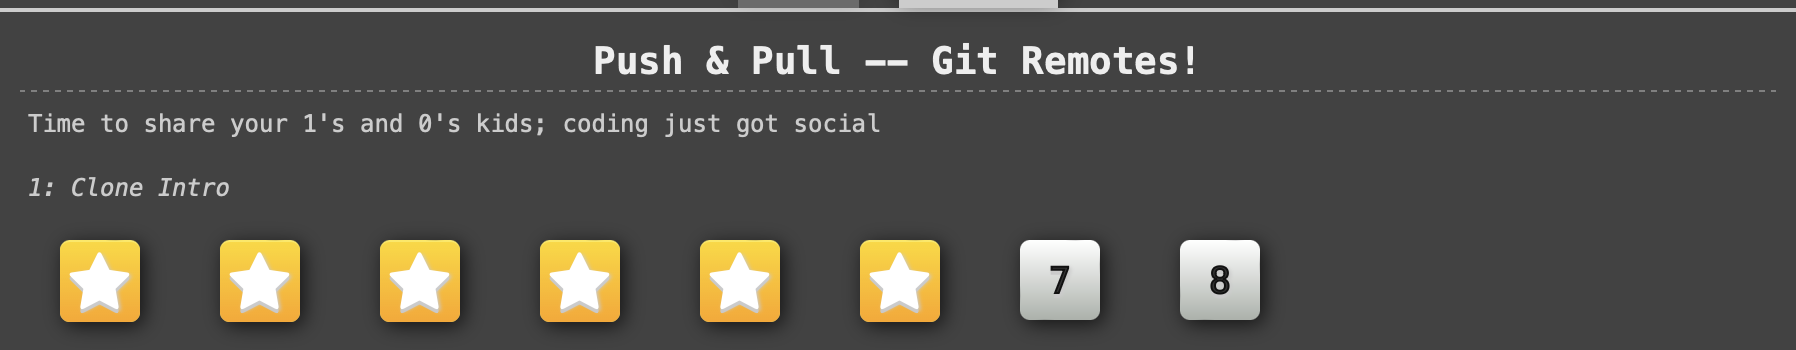 Push & Pull -- Git Remotes!
Time to share your 1's and 0's kids; coding just got social
1: Clone Intro
7 8